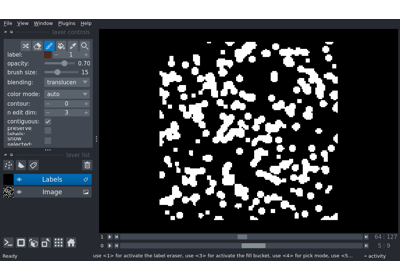 File View Window Plugins Help
layer controls
label: 1
opacity: 0.70
brush size: 15
blending: translucen
color mode: auto
contour: 0
n edit dim: 3
contiguous:
preserve
labels:
show
selected:
layer list
Labels
Image
1 64 127
0 5 9
Ready use <1> for activate the label eraser, use <3> for activate the fill bucket, use <4> for pick mode, use <5... activity